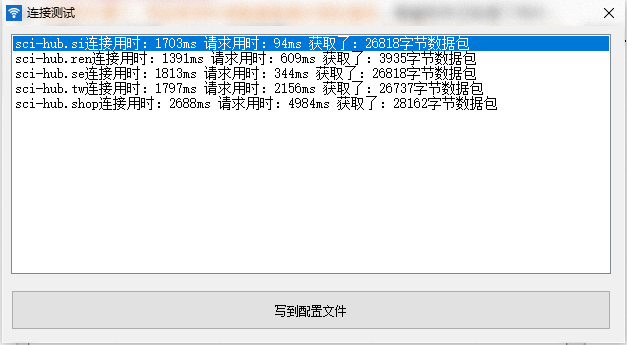 连接测试
sci-hub.si连接用时：1703ms 请求用时：94ms 获取了：26818字节数据包
sci-hub.ren连接用时：1391ms 请求用时：609ms 获取了：3935字节数据包
sci-hub.se连接用时：1813ms 请求用时：344ms 获取了：26818字节数据包
sci-hub.tw连接用时：1797ms 请求用时：2156ms 获取了：26737字节数据包
sci-hub.shop连接用时：2688ms 请求用时：4984ms 获取了：28162字节数据包
写到配置文件